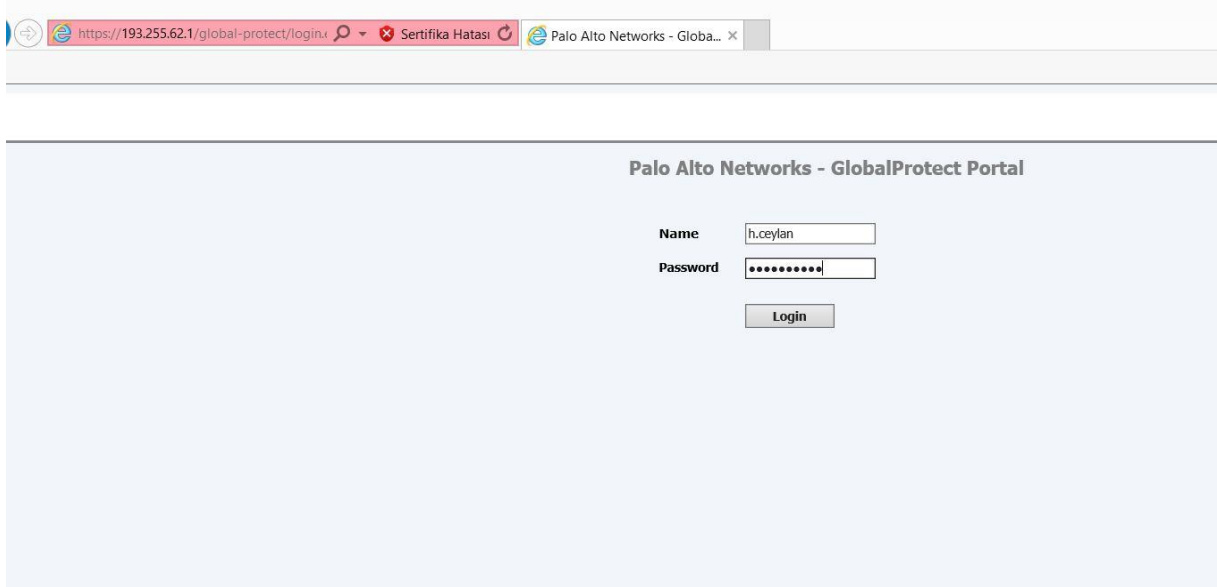 https://193.255.62.1/global-protect/login.
Sertifika Hatası
Palo Alto Networks - Globa...
Palo Alto Networks - GlobalProtect Portal
Name h.ceylan
Password ●●●●●●●●●●
Login